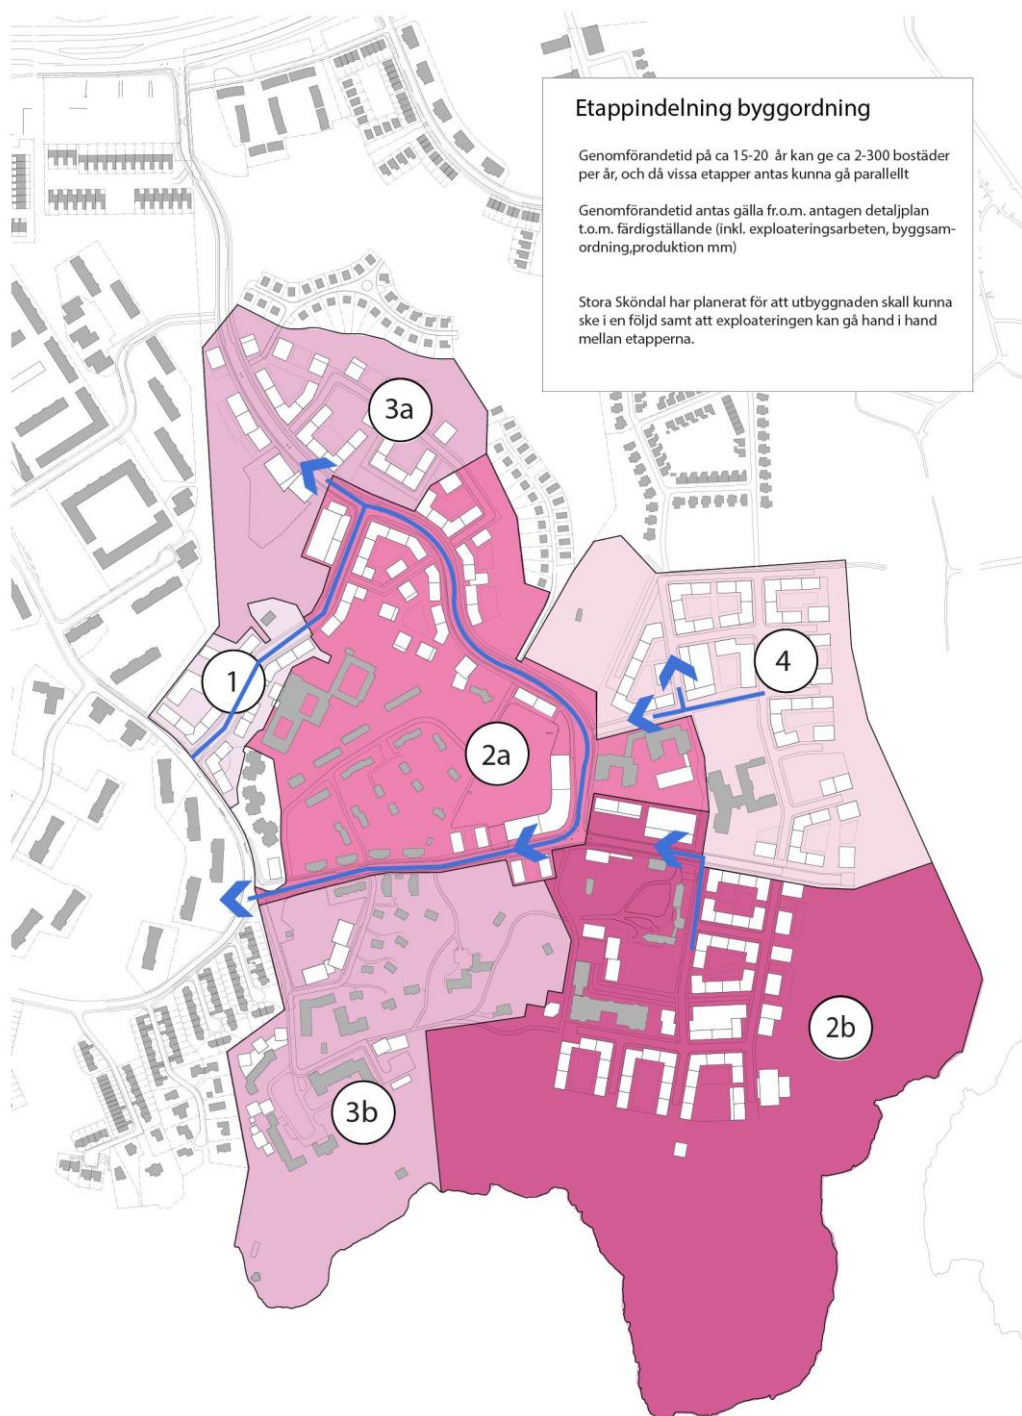 Etappindelning byggordning
Genomförandetid på ca 15-20 år kan ge ca 2-300 bostäder
per år, och då vissa etapper antas kunna gå parallellt
Genomförandetid antas gälla fr.o.m. antagen detaljplan
t.o.m. färdigställande (inkl. exploateringsarbeten, byggsam-
ordning,produktion mm)
Stora Sköndal har planerat för att utbyggnaden skall kunna
ske i en följd samt att exploateringen kan gå hand i hand
mellan etapperna.
3a
1
4
2a
2b
3b